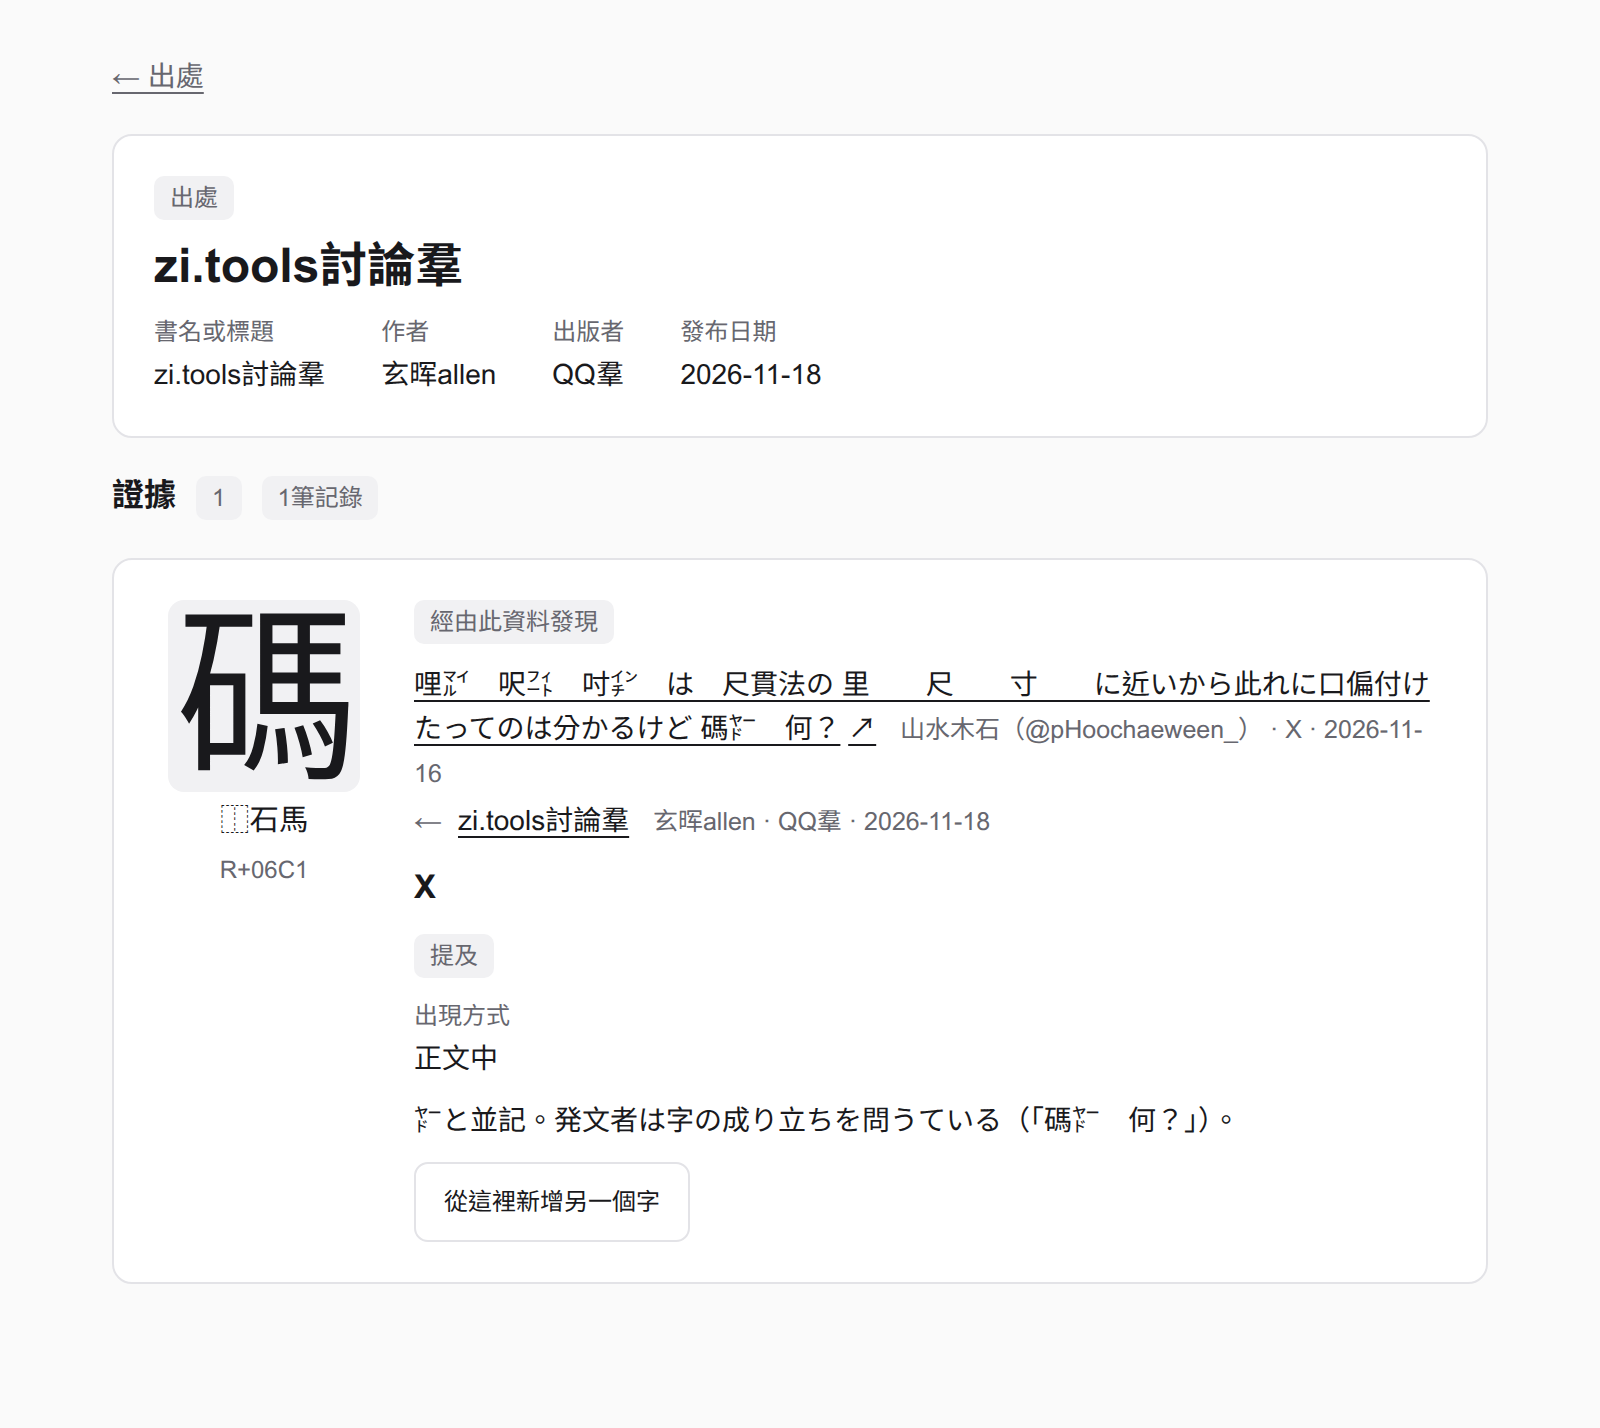 ← 出處
出處
zi.tools討論羣
書名或標題 作者 出版者 發布日期
zi.tools討論羣 玄晖allen QQ羣 2026-11-18
證據 1 1筆記錄
碼
⿰石馬
R+06C1
經由此資料發現
哩㍄　呎㌳　吋㌅　は　尺貫法の 里　　尺　　寸　　に近いから此れに口偏付け
たってのは分かるけど 碼㍎　何？ ↗ 山水木石（@pHoochaeween_） · X · 2026-11-
16
← zi.tools討論羣 玄晖allen · QQ羣 · 2026-11-18
X
提及
出現方式
正文中
㍎と並記。発文者は字の成り立ちを問うている（「碼㍎　何？」）。
從這裡新增另一個字